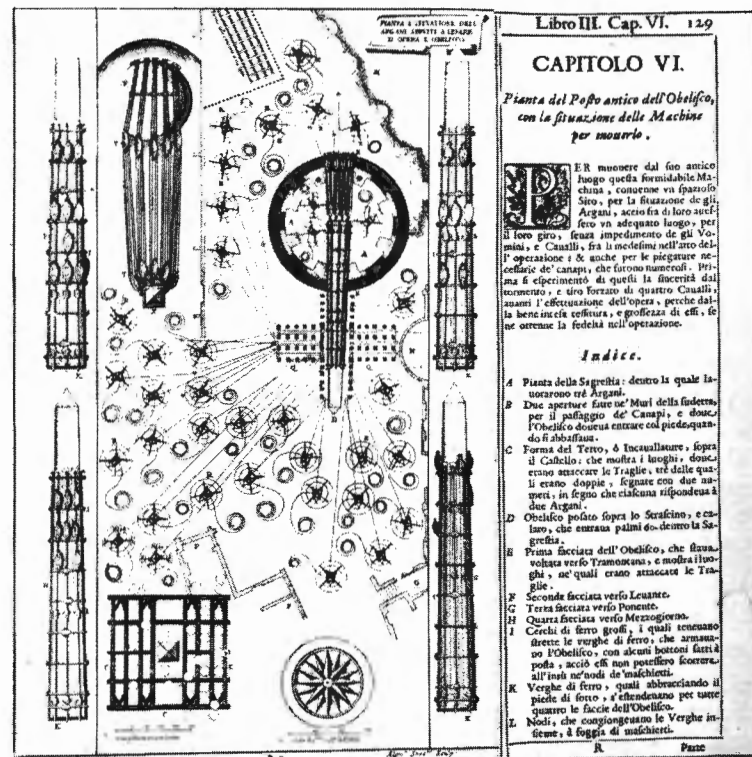 PIANTA E SITVAZIONE DELL
ARGANI
Libro III. Cap. VI. 129
CAPITOLO VI.
Pianta del Posto antico dell'Obelisco,
con la situazione delle Machine
per mouerlo.
PER muouere dal suo antico
luogo questa formidabile Ma-
china, conuenne vn spazioso
Sito, per la situazione de gli
Argani, acciò fra di loro auef-
sero vn adequato luogo, per
il loro giro, senza impedimento de gli Vo-
mini, e Caualli, fra li medesimi nell'atto del-
l'operazione: & anche per le piegature ne-
cessarie de' canapi, che furono numerosi. Pri-
ma si esperimentò di questi la sincerità dal
tormento, e tiro forzato di quattro Caualli,
auanti l'effettuazione dell'opera, perche dal-
la bene intesa tessitura, e grossezza di essi, se
ne ottenne la fedeltà nell'operazione.
Indice.
A Pianta della Sagrestia: dentro la quale la-
uorarono trè Argani.
B Due aperture fatte ne' Muri della sudetta,
per il passaggio de' Canapi, e doue
l'Obelisco doueua entrare col piede, quan-
do si abbassaua.
C Forma del Tetto, ò Incauallature, sopra
il Castello: che mostra i luoghi, doue
erano attaccate le Traglie, trè delle qua-
li erano doppie, segnate con due nu-
meri, in segno che ciascuna rispondeua à
due Argani.
D Obelisco posato sopra lo Strascino, e ca-
lato, che entraua palmi dentro la Sa-
grestia.
E Prima facciata dell'Obelisco, che staua
voltata verso Tramontana, e mostra i luo-
ghi, ne' quali erano attaccate le Tra-
glie.
F Seconda facciata verso Leuante.
G Terza facciata verso Ponente.
H Quarta facciata verso Mezzogiorno.
I Cerchi di ferro grossi, i quali teneuano
strette le verghe di ferro, che armaua-
no l'Obelisco, con alcuni bottoni fatti à
posta, acciò essi non potessero scorrere
all'insù ne' nodi de' maschietti.
K Verghe di ferro, quali abbracciando il
piede di sotto, s'estendeuano per tutte
quattro le faccie dell'Obelisco.
L Nodi, che congiongeuano le Verghe in-
sieme, à foggia di maschietti.
R Parte